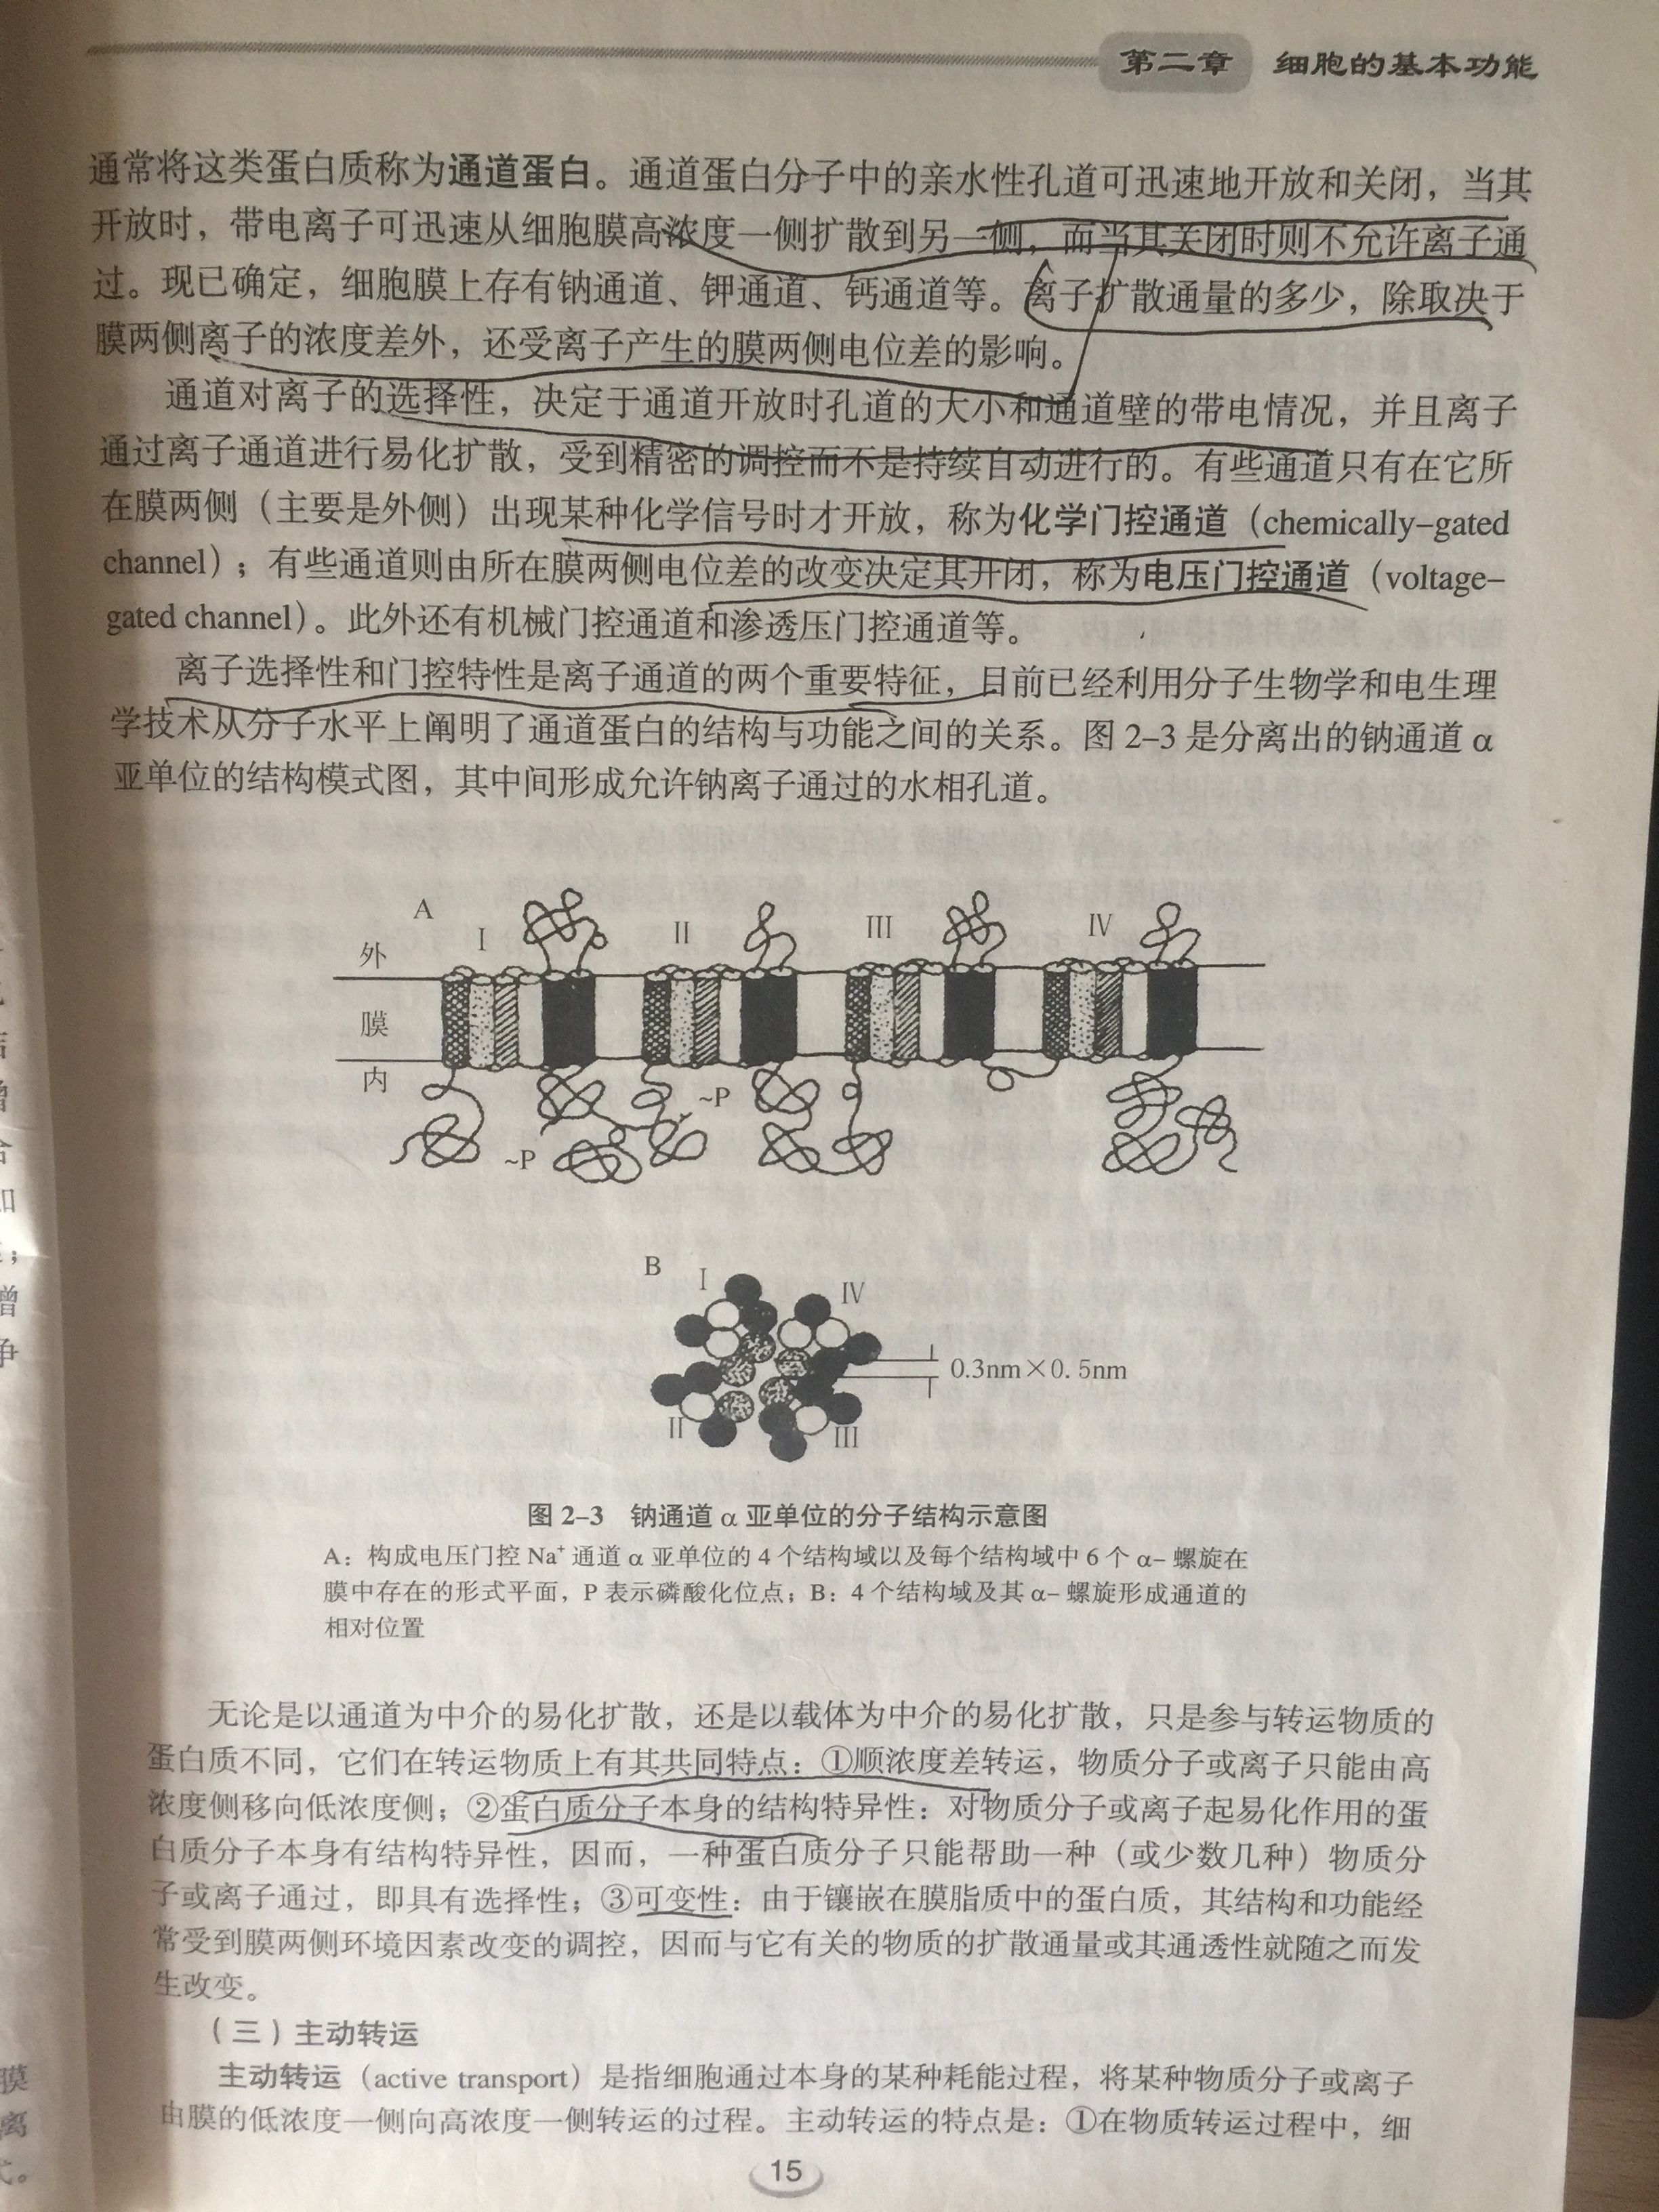 第二章 细胞的基本功能
通常将这类蛋白质称为通道蛋白。通道蛋白分子中的亲水性孔道可迅速地开放和关闭，当其
开放时，带电离子可迅速从细胞膜高浓度一侧扩散到另一侧，而当其关闭时则不允许离子通
过。现已确定，细胞膜上存有钠通道、钾通道、钙通道等。离子扩散通量的多少，除取决于
膜两侧离子的浓度差外，还受离子产生的膜两侧电位差的影响。
通道对离子的选择性，决定于通道开放时孔道的大小和通道壁的带电情况，并且离子
通过离子通道进行易化扩散，受到精密的调控而不是持续自动进行的。有些通道只有在它所
在膜两侧（主要是外侧）出现某种化学信号时才开放，称为化学门控通道（chemically-gated
channel）；有些通道则由所在膜两侧电位差的改变决定其开闭，称为电压门控通道（voltage-
gated channel）。此外还有机械门控通道和渗透压门控通道等。
离子选择性和门控特性是离子通道的两个重要特征，目前已经利用分子生物学和电生理
学技术从分子水平上阐明了通道蛋白的结构与功能之间的关系。图 2-3 是分离出的钠通道 α
亚单位的结构模式图，其中间形成允许钠离子通过的水相孔道。
A
I II III IV
外
膜
内
~P
~P
B
I IV
0.3nm×0.5nm
II III
图 2-3 钠通道 α 亚单位的分子结构示意图
A：构成电压门控 Na⁺ 通道 α 亚单位的 4 个结构域以及每个结构域中 6 个 α- 螺旋在
膜中存在的形式平面，P 表示磷酸化位点；B：4 个结构域及其 α- 螺旋形成通道的
相对位置
无论是以通道为中介的易化扩散，还是以载体为中介的易化扩散，只是参与转运物质的
蛋白质不同，它们在转运物质上有其共同特点：①顺浓度差转运，物质分子或离子只能由高
浓度侧移向低浓度侧；②蛋白质分子本身的结构特异性：对物质分子或离子起易化作用的蛋
白质分子本身有结构特异性，因而，一种蛋白质分子只能帮助一种（或少数几种）物质分
子或离子通过，即具有选择性；③可变性：由于镶嵌在膜脂质中的蛋白质，其结构和功能经
常受到膜两侧环境因素改变的调控，因而与它有关的物质的扩散通量或其通透性就随之而发
生改变。
（三）主动转运
主动转运（active transport）是指细胞通过本身的某种耗能过程，将某种物质分子或离子
由膜的低浓度一侧向高浓度一侧转运的过程。主动转运的特点是：①在物质转运过程中，细
15